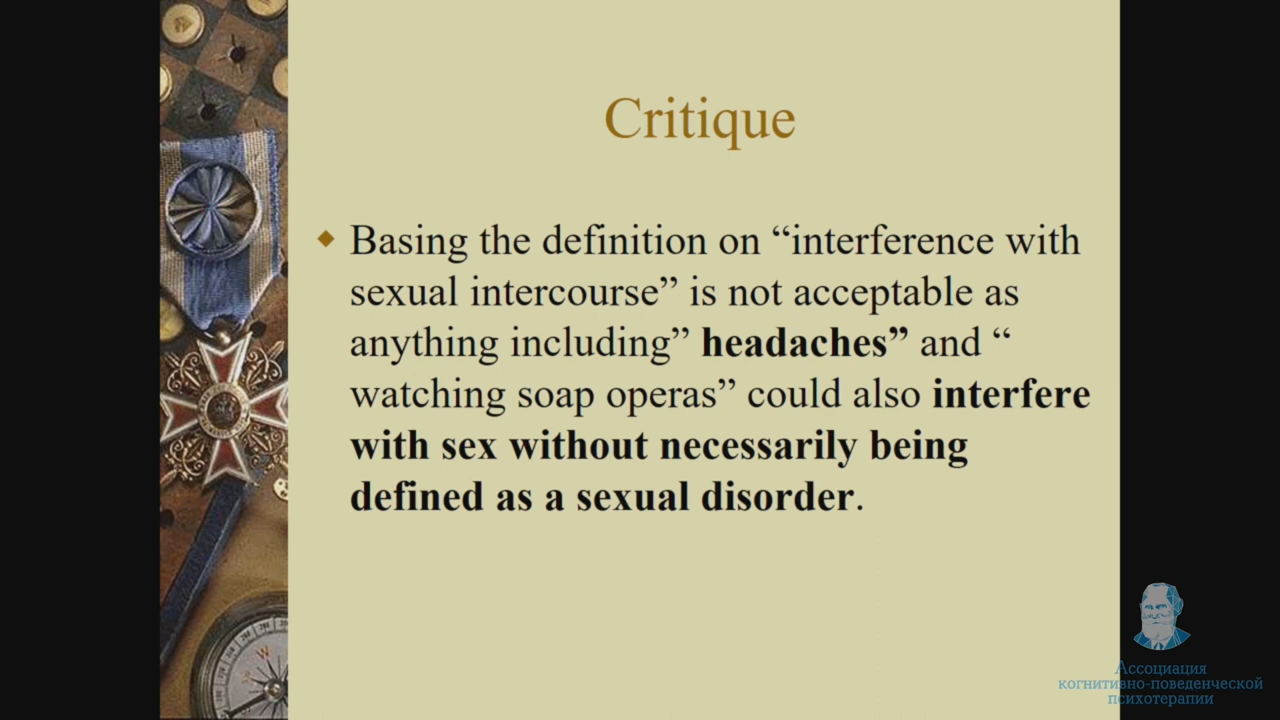 Critique
Basing the definition on “interference with
sexual intercourse” is not acceptable as
anything including” headaches” and “
watching soap operas” could also interfere
with sex without necessarily being
defined as a sexual disorder.
Ассоциация
когнитивно-поведенческой
психотерапии